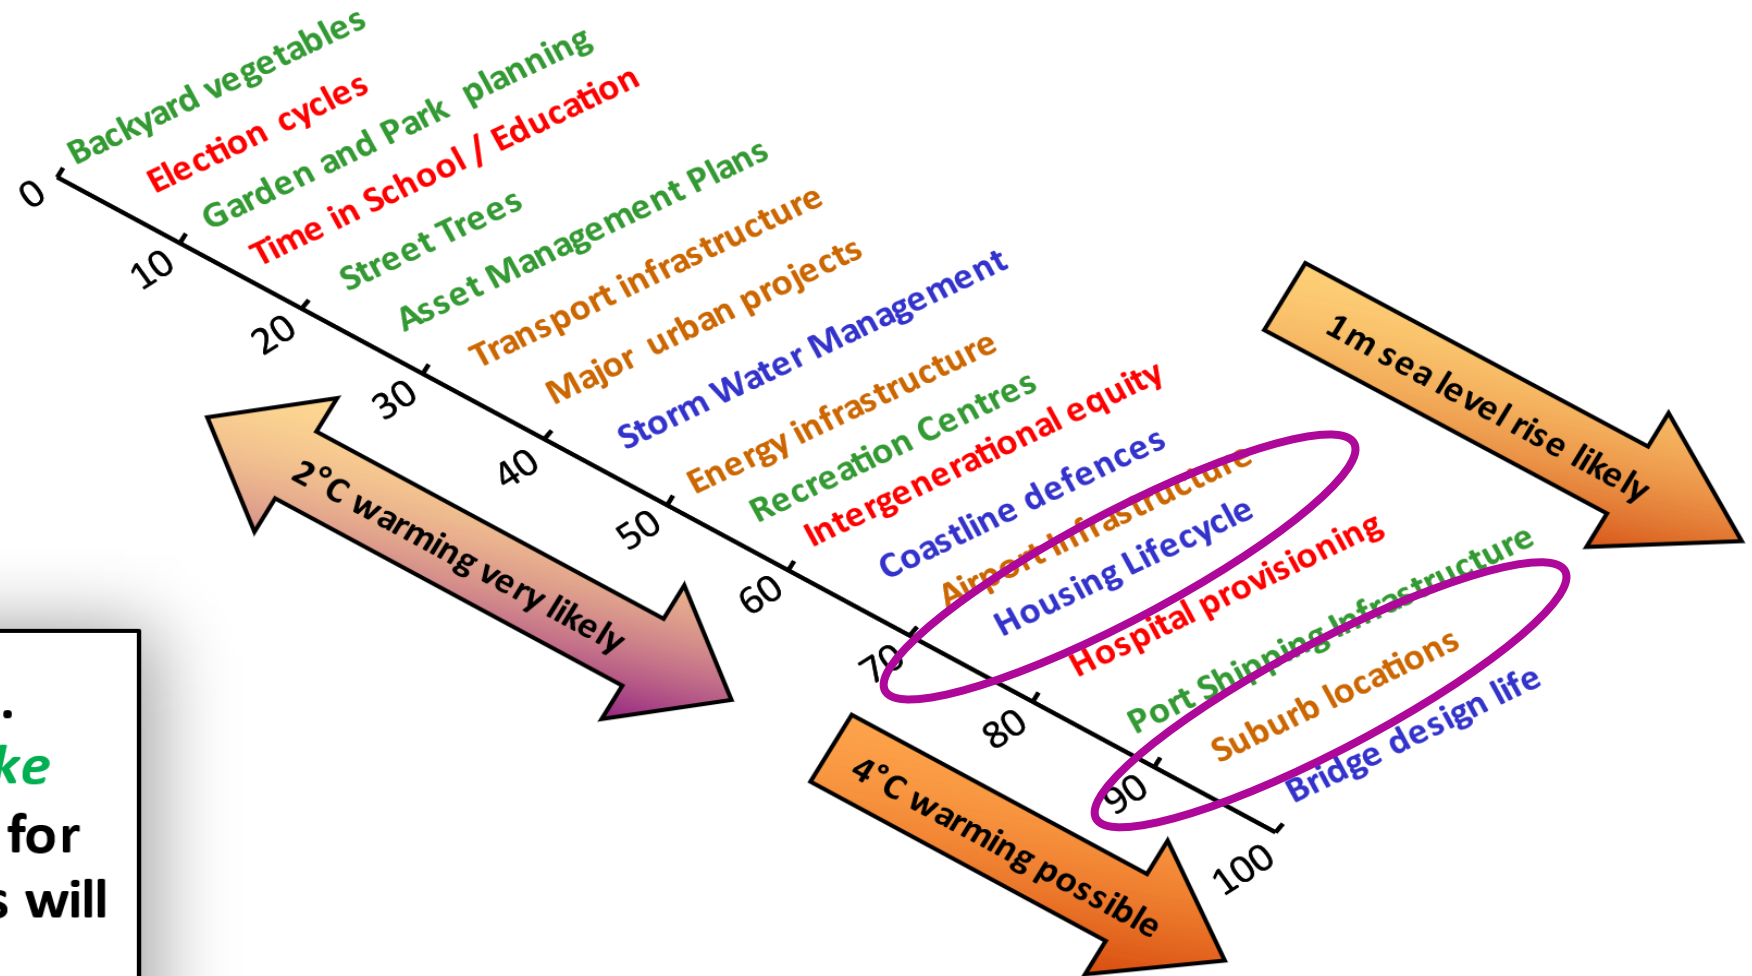 Backyard vegetables
Election cycles
Garden and Park planning
Time in School / Education
Street Trees
Asset Management Plans
Transport infrastructure
Major urban projects
Storm Water Management
Energy infrastructure
Recreation Centres
Intergenerational equity
Coastline defences
Airport Infrastructure
Housing Lifecycle
Hospital provisioning
Port Shipping Infrastructure
Suburb locations
Bridge design life
0
10
20
30
40
50
60
70
80
90
100
1m sea level rise likely
2°C warming very likely
4°C warming possible
.
ke
for
s will